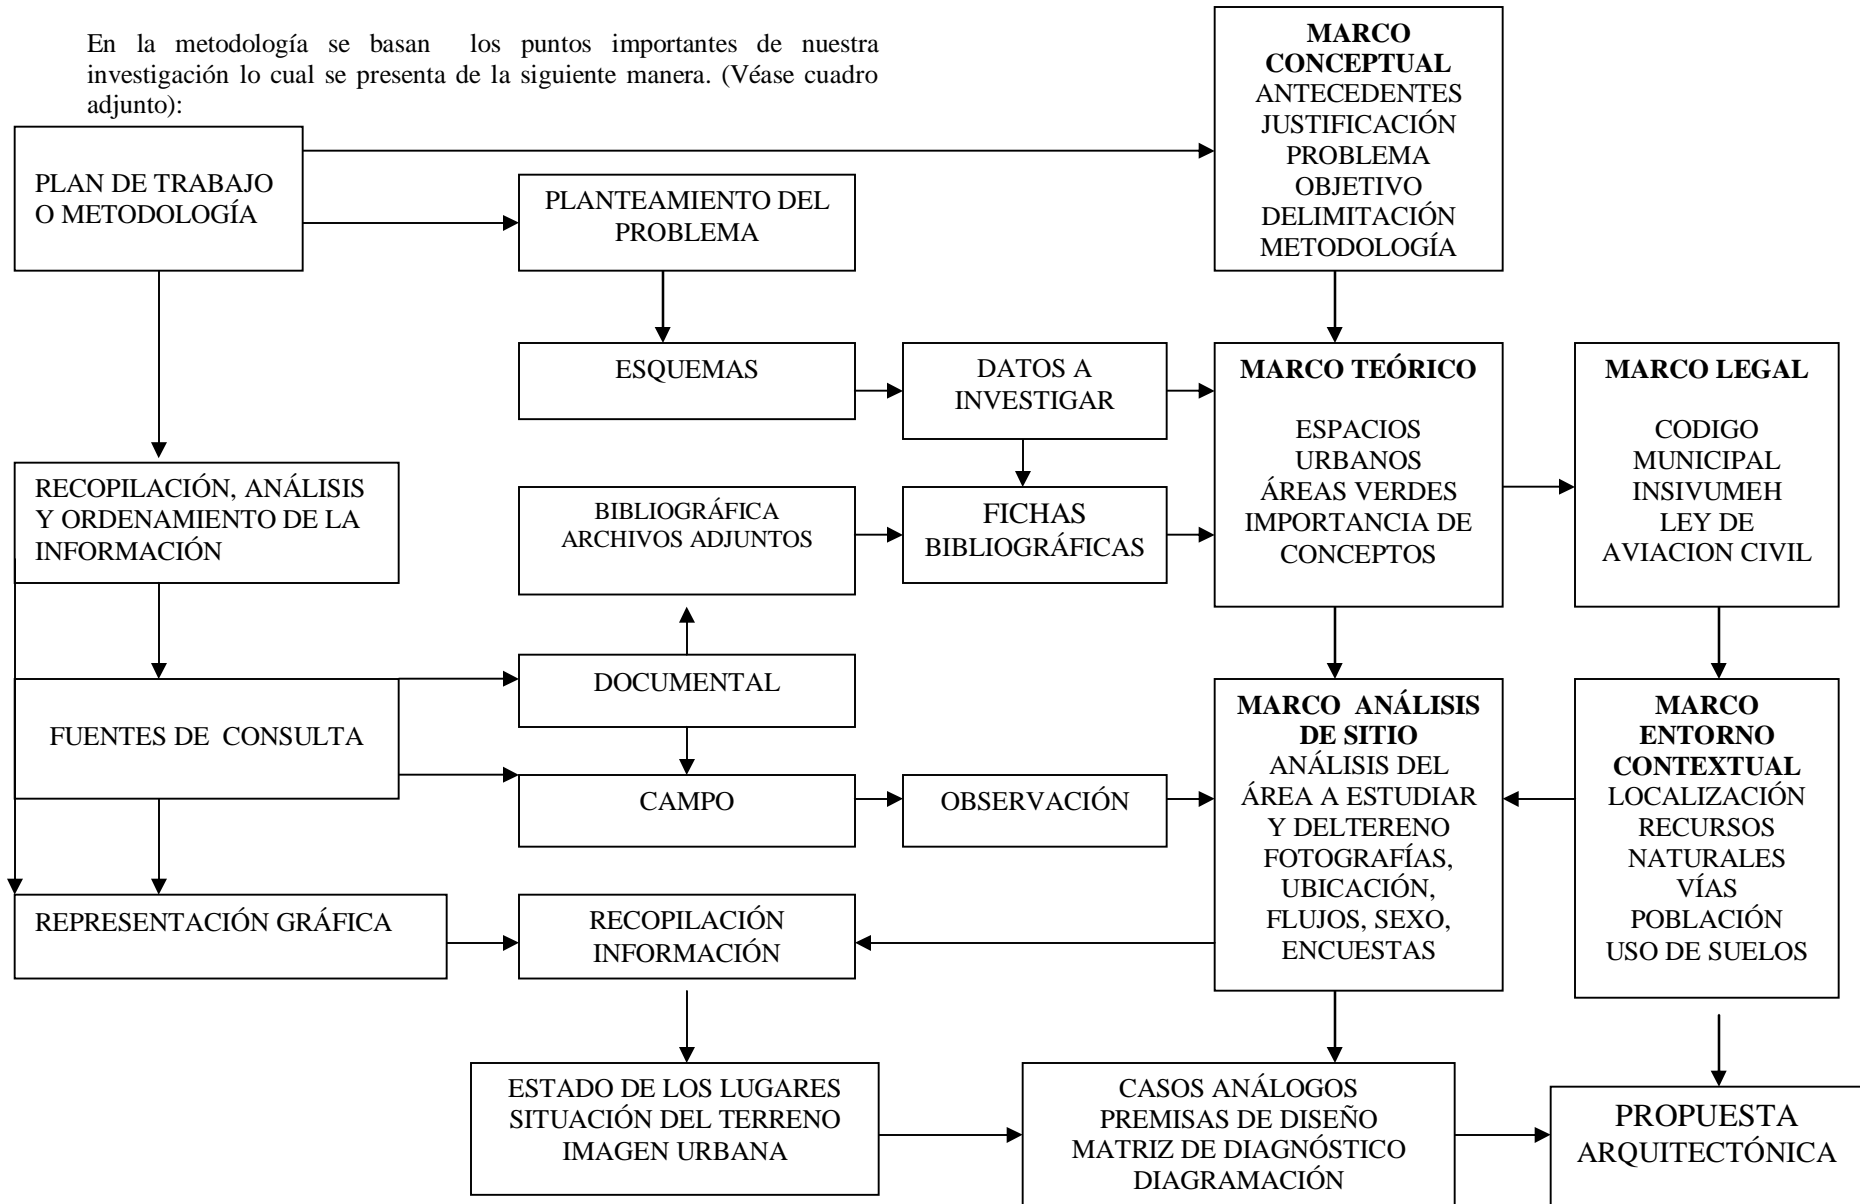 En la metodología se basan los puntos importantes de nuestra
investigación lo cual se presenta de la siguiente manera. (Véase cuadro
adjunto):
MARCO
CONCEPTUAL
ANTECEDENTES
JUSTIFICACIÓN
PROBLEMA
OBJETIVO
DELIMITACIÓN
METODOLOGÍA
PLAN DE TRABAJO
O METODOLOGÍA
PLANTEAMIENTO DEL
PROBLEMA
ESQUEMAS
DATOS A
INVESTIGAR
MARCO TEÓRICO
ESPACIOS
URBANOS
ÁREAS VERDES
IMPORTANCIA DE
CONCEPTOS
MARCO LEGAL
CODIGO
MUNICIPAL
INSIVUMEH
LEY DE
AVIACION CIVIL
RECOPILACIÓN, ANÁLISIS
Y ORDENAMIENTO DE LA
INFORMACIÓN
BIBLIOGRÁFICA
ARCHIVOS ADJUNTOS
FICHAS
BIBLIOGRÁFICAS
DOCUMENTAL
FUENTES DE CONSULTA
CAMPO
OBSERVACIÓN
MARCO ANÁLISIS
DE SITIO
ANÁLISIS DEL
ÁREA A ESTUDIAR
Y DELTERENO
FOTOGRAFÍAS,
UBICACIÓN,
FLUJOS, SEXO,
ENCUESTAS
MARCO
ENTORNO
CONTEXTUAL
LOCALIZACIÓN
RECURSOS
NATURALES
VÍAS
POBLACIÓN
USO DE SUELOS
REPRESENTACIÓN GRÁFICA
RECOPILACIÓN
INFORMACIÓN
ESTADO DE LOS LUGARES
SITUACIÓN DEL TERRENO
IMAGEN URBANA
CASOS ANÁLOGOS
PREMISAS DE DISEÑO
MATRIZ DE DIAGNÓSTICO
DIAGRAMACIÓN
PROPUESTA
ARQUITECTÓNICA